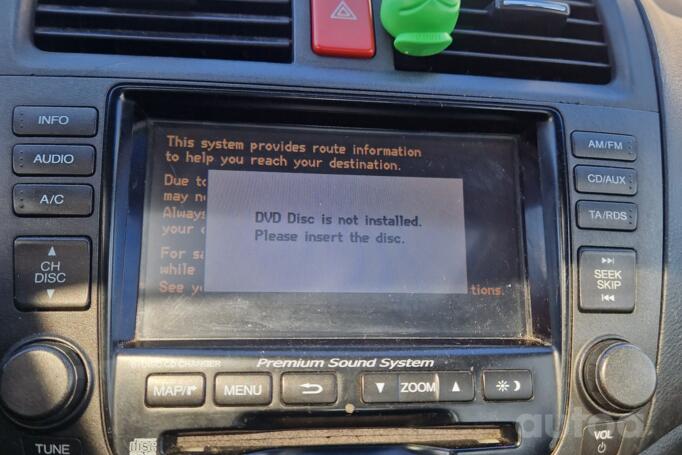 INFO
AUDIO
A/C
CH
DISC
This system provides route information
to help you reach your destination.
Due to
may
Always
your
For
while
See
tions.
DVD Disc is not installed.
Please insert the disc.
AM/FM
CD/AUX
TA/RDS
SEEK
SKIP
CHANGER
Premium Sound System
MAP/
MENU
ZOOM
TUNE
VOL
auto24